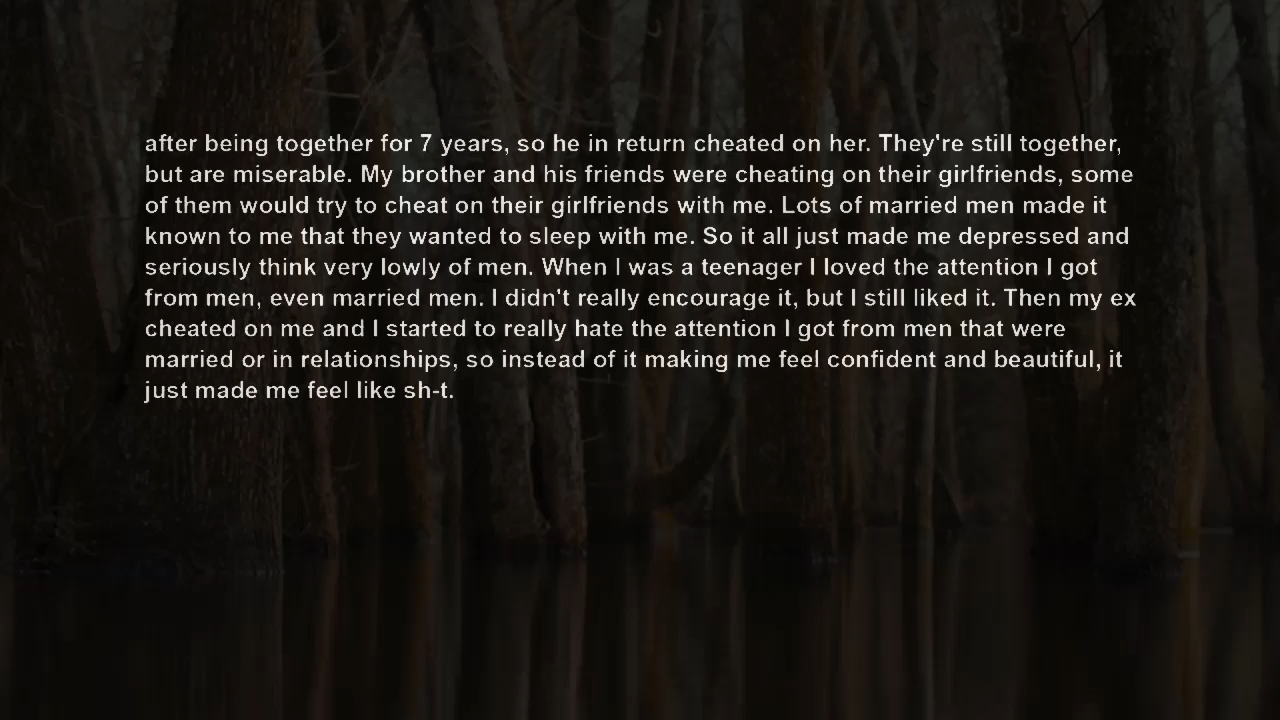 after being together for 7 years, so he in return cheated on her. They're still together,
but are miserable. My brother and his friends were cheating on their girlfriends, some
of them would try to cheat on their girlfriends with me. Lots of married men made it
known to me that they wanted to sleep with me. So it all just made me depressed and
seriously think very lowly of men. When I was a teenager I loved the attention I got
from men, even married men. I didn't really encourage it, but I still liked it. Then my ex
cheated on me and I started to really hate the attention I got from men that were
married or in relationships, so instead of it making me feel confident and beautiful, it
just made me feel like sh-t.